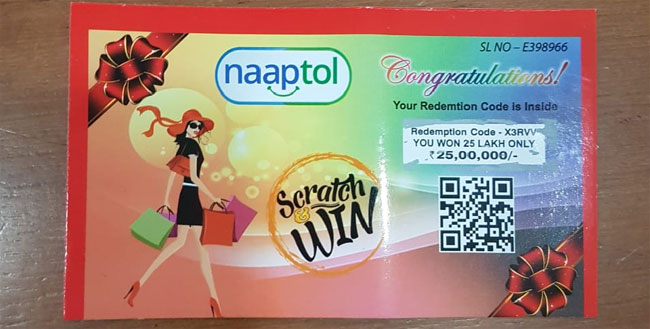 naaptol
Scratch
& WIN
SL NO – E398966
Congratulations!
Your Redemtion Code is Inside
Redemption Code - X3RVV
YOU WON 25 LAKH ONLY
₹25,00,000/-